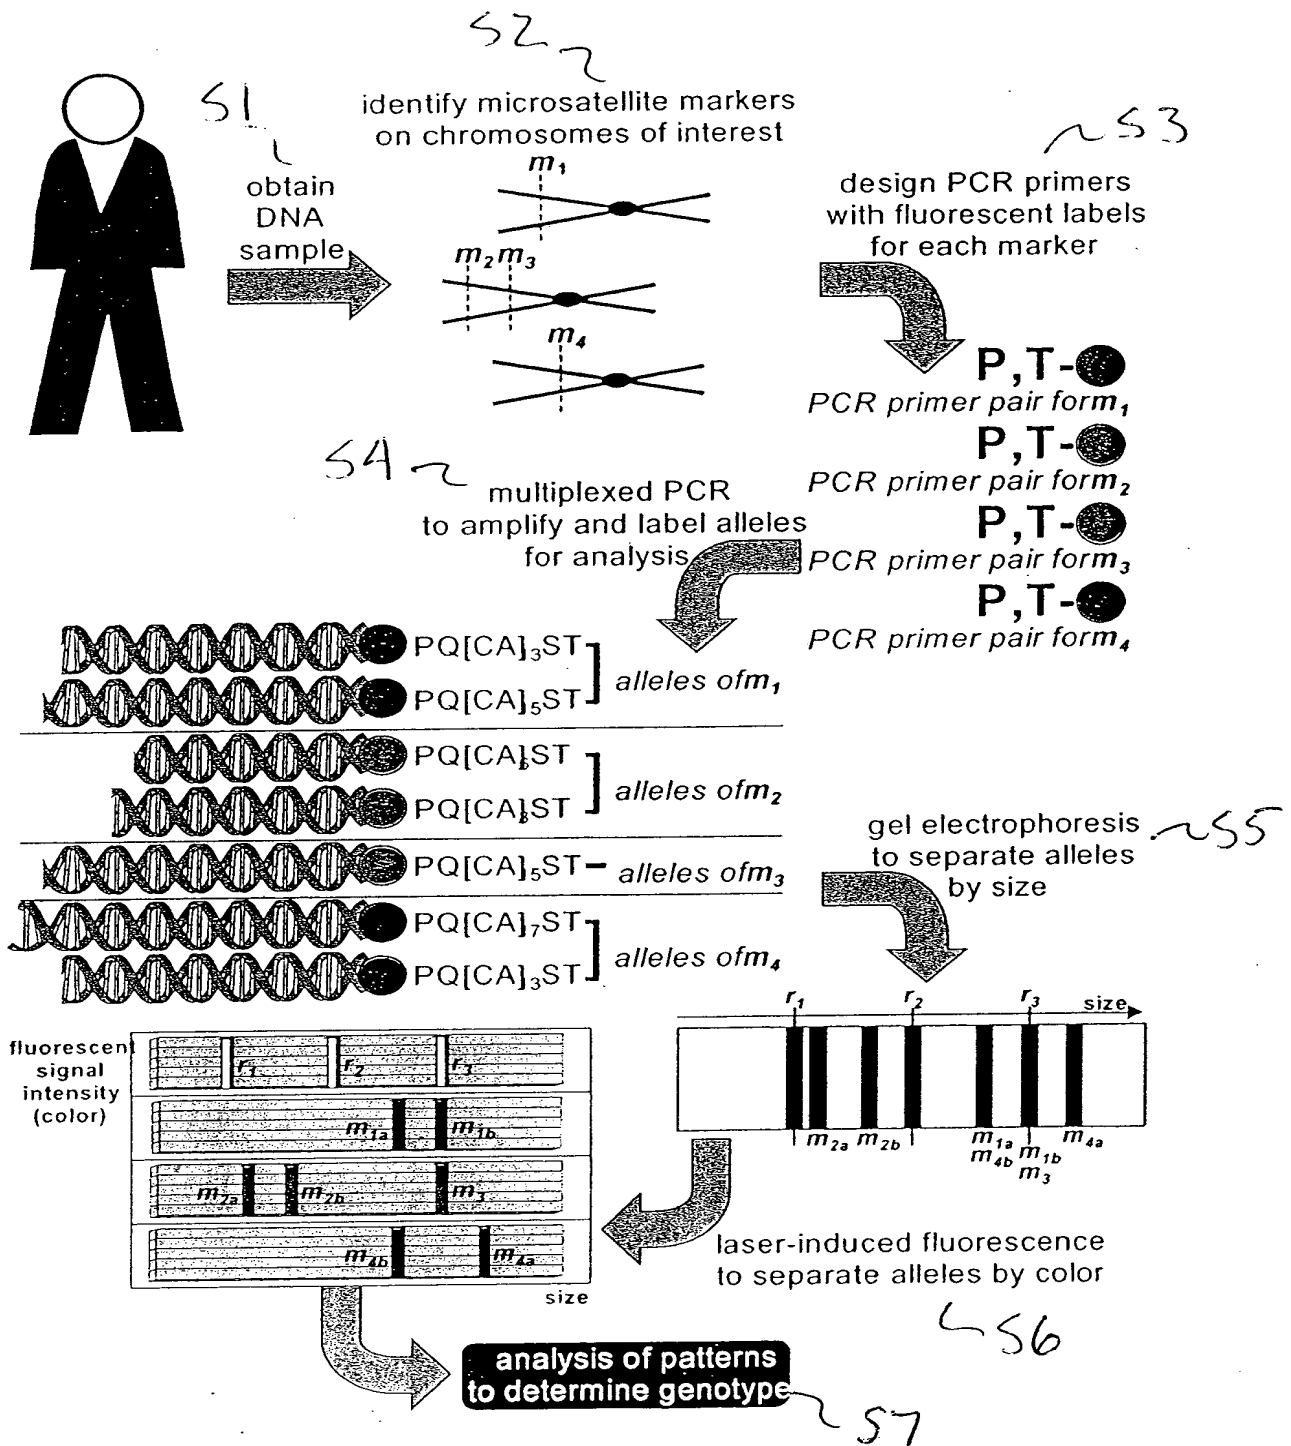 S2
S1
identify microsatellite markers
on chromosomes of interest
S3
obtain
DNA
sample
m1
m2 m3
m4
design PCR primers
with fluorescent labels
for each marker
P,T-
PCR primer pair for m1
P,T-
PCR primer pair for m2
P,T-
PCR primer pair for m3
P,T-
PCR primer pair for m4
S4
multiplexed PCR
to amplify and label alleles
for analysis
PQ[CA]3ST
PQ[CA]5ST
alleles of m1
PQ[CA]ST
PQ[CA]ST
alleles of m2
PQ[CA]5ST
alleles of m3
PQ[CA]7ST
PQ[CA]3ST
alleles of m4
gel electrophoresis
to separate alleles
by size
S5
r1 r2 r3 size
m2a m2b m1a m1b m4a
m4b m3
fluorescent
signal
intensity
(color)
r1 r2 r3
m1a m1b
m2a m2b m3
m4b m4a
size
laser-induced fluorescence
to separate alleles by color
S6
analysis of patterns
to determine genotype
S7